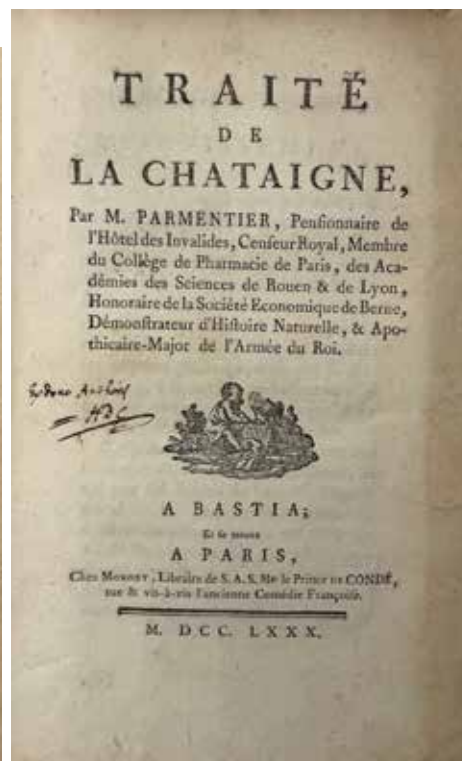 TRAITÉ
DE
LA CHATAIGNE,
Par M. PARMENTIER, Penſionnaire de
l'Hôtel des Invalides, Cenſeur Royal, Membre
du Collège de Pharmacie de Paris, des Aca-
démies des Sciences de Rouen & de Lyon,
Honoraire de la Société Economique de Berne,
Démonſtrateur d'Hiſtoire Naturelle, & Apo-
thicaire-Major de l'Armée du Roi.
A BASTIA;
Et ſe trouve
A PARIS,
Chez MONORY, Libraire de S. A. S. Mgr le Prince DE CONDÉ,
rue & vis-à-vis l'ancienne Comédie Françoiſe.
M. DCC. LXXX.